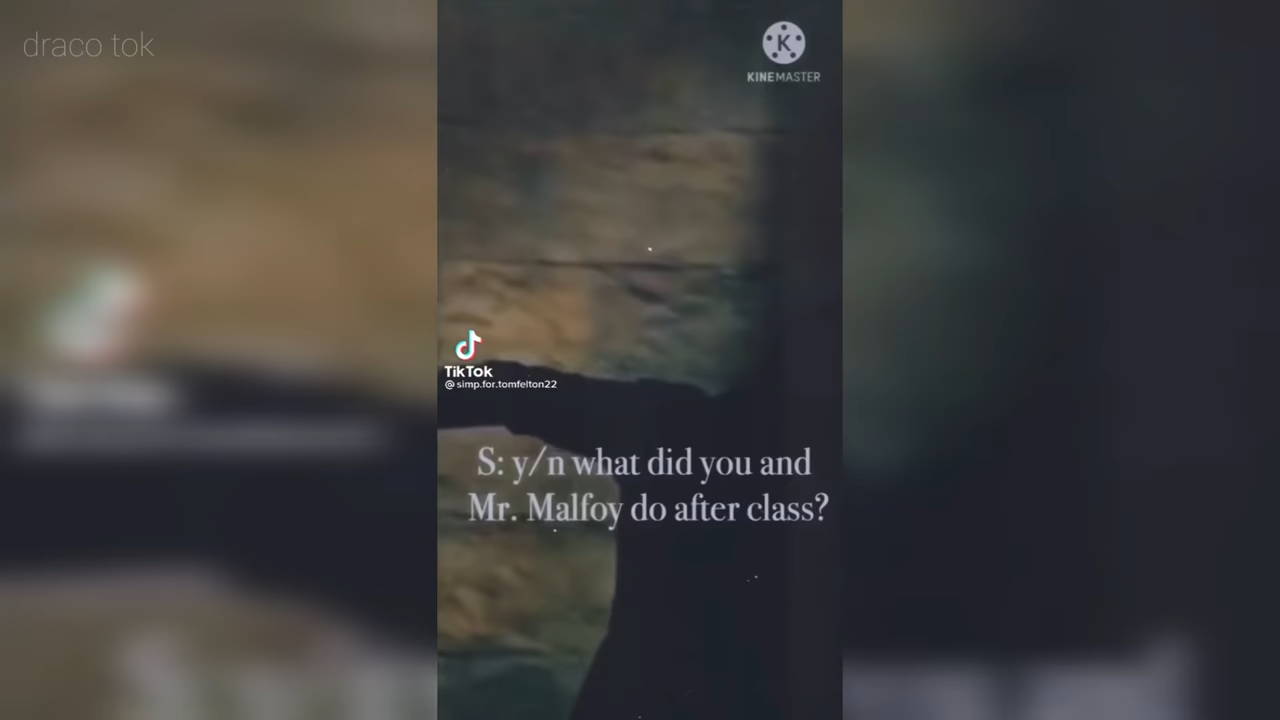 draco tok
K
KINEMASTER
TikTok
@simp.for.tomfelton22
S: y/n what did you and
Mr. Malfoy do after class?